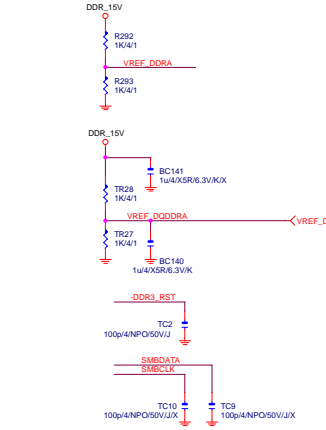 DDR_15V
R292
1K/4/1
VREF_DDRA
R293
1K/4/1
DDR_15V
BC141
1u/4/X5R/6.3V/K/X
TR28
1K/4/1
VREF_DQDDRA
VREF_D
TR27
1K/4/1
BC140
1u/4/X5R/6.3V/K
-DDR3_RST
TC2
100p/4/NPO/50V/J
SMBDATA
SMBCLK
TC10
100p/4/NPO/50V/J/X
TC9
100p/4/NPO/50V/J/X